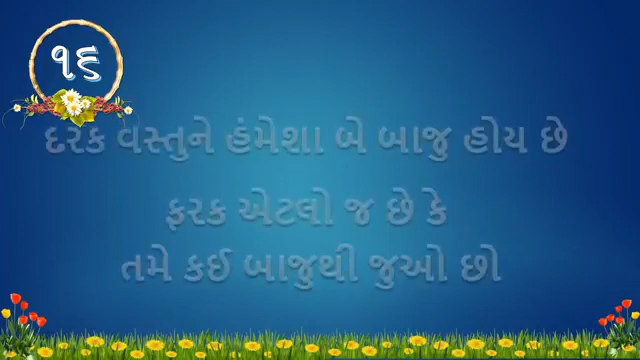 ૧૬
દરક વસ્તુને હંમેશા બે બાજુ હોય છે
ફરક એટલો જ છે કે
તમે કઈ બાજુથી જુઓ છો